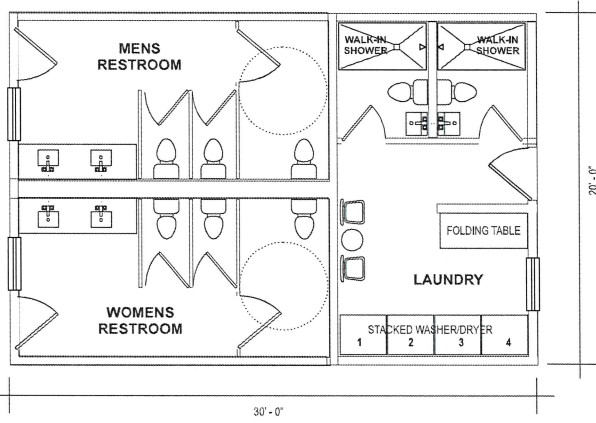 MENS
RESTROOM
WALK-IN
SHOWER
WALK-IN
SHOWER
FOLDING TABLE
LAUNDRY
WOMENS
RESTROOM
STACKED WASHER/DRYER
1 2 3 4
20' - 0"
30' - 0"